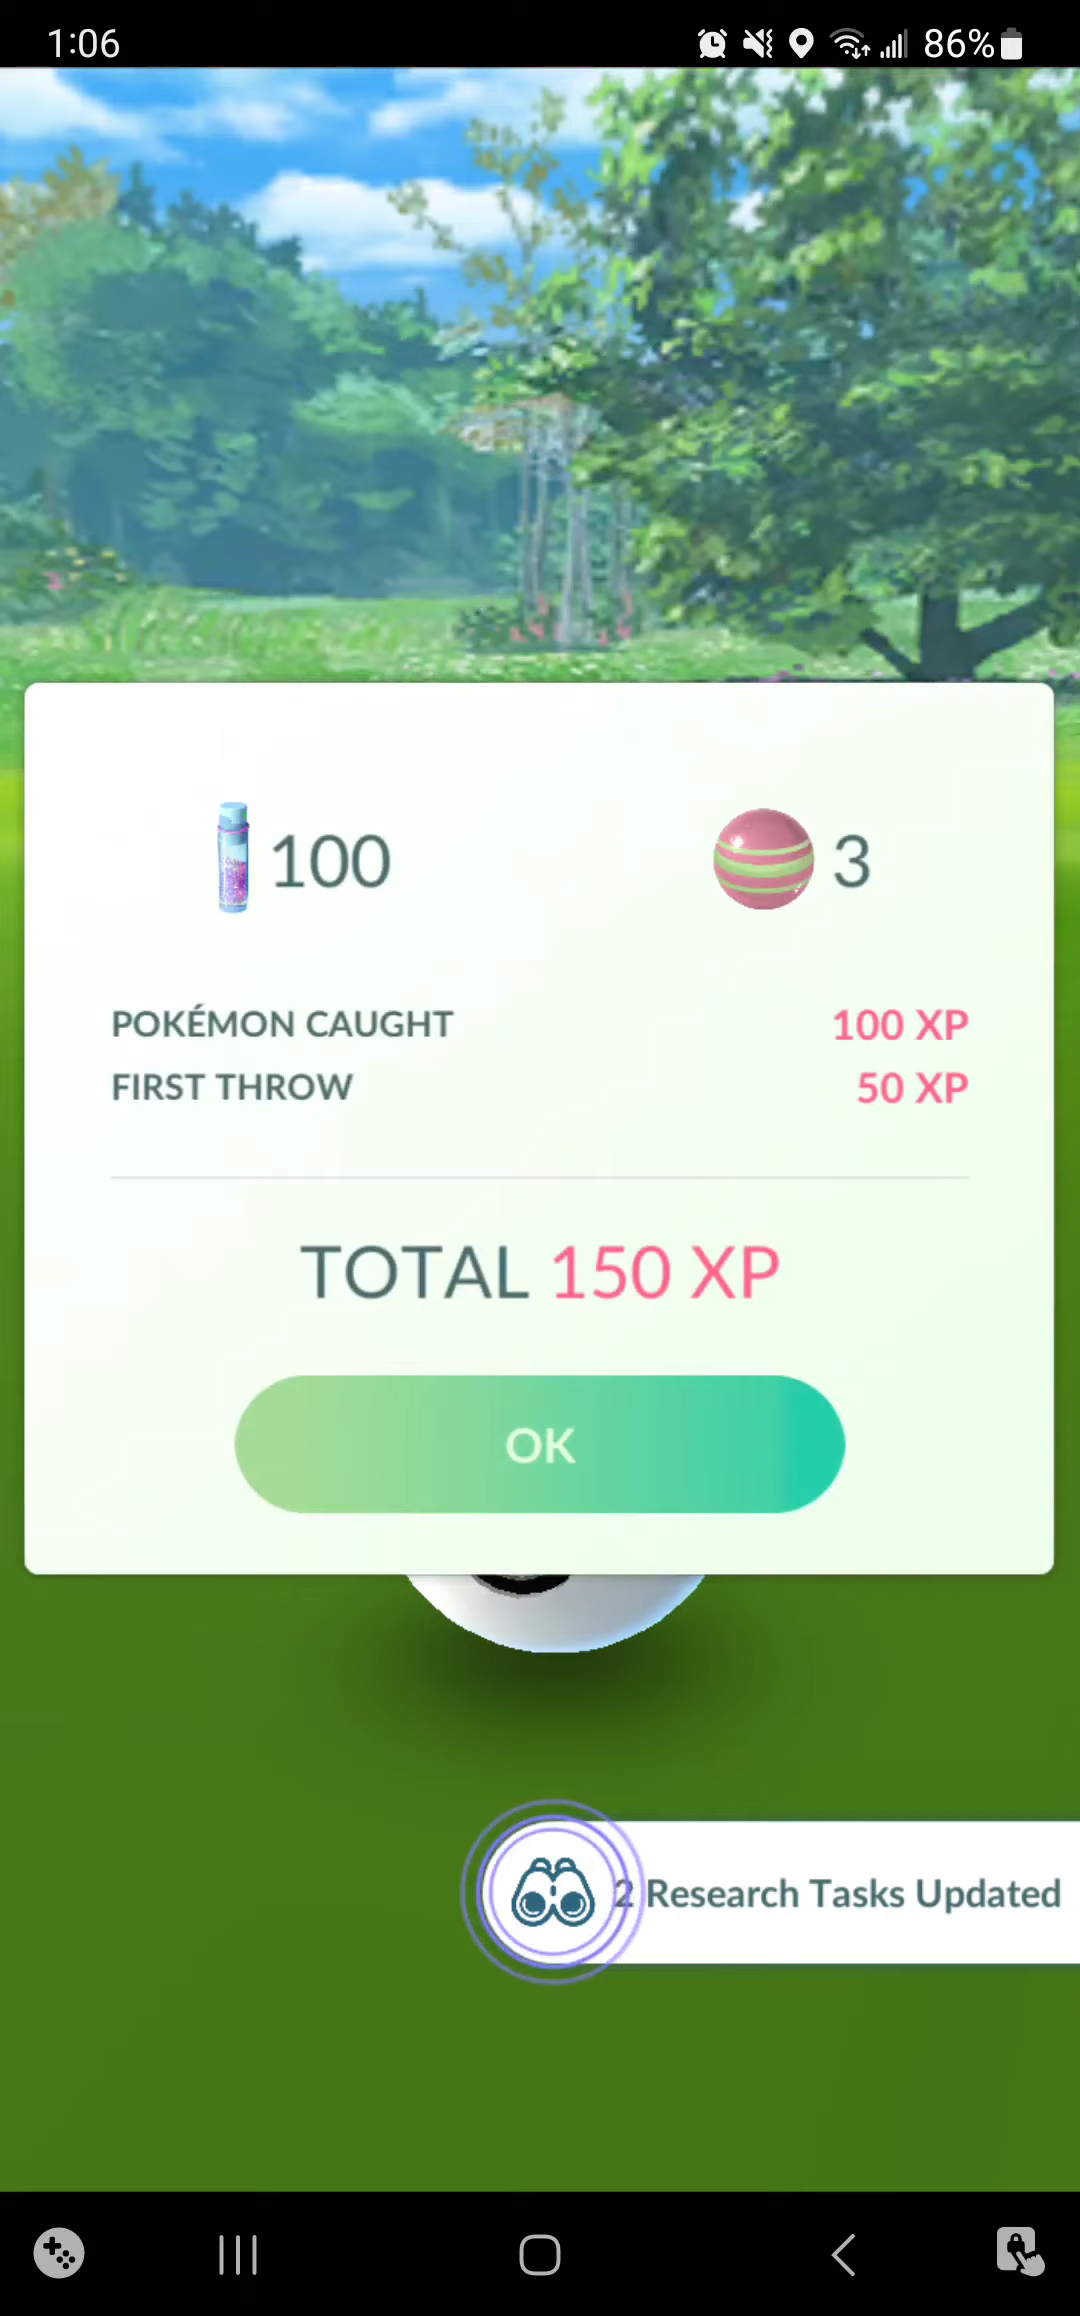 1:06
86%
100
3
POKÉMON CAUGHT 100 XP
FIRST THROW 50 XP
TOTAL 150 XP
OK
2 Research Tasks Updated